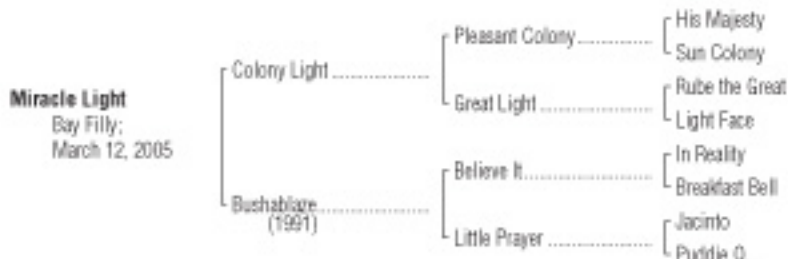 His Majesty
Pleasant Colony
Sun Colony
Colony Light
Rube the Great
Great Light
Light Face
Miracle Light
Bay Filly;
March 12, 2005
In Reality
Believe It
Breakfast Bell
Bushablaze
(1991)
Jacinto
Little Prayer
Puddie Q